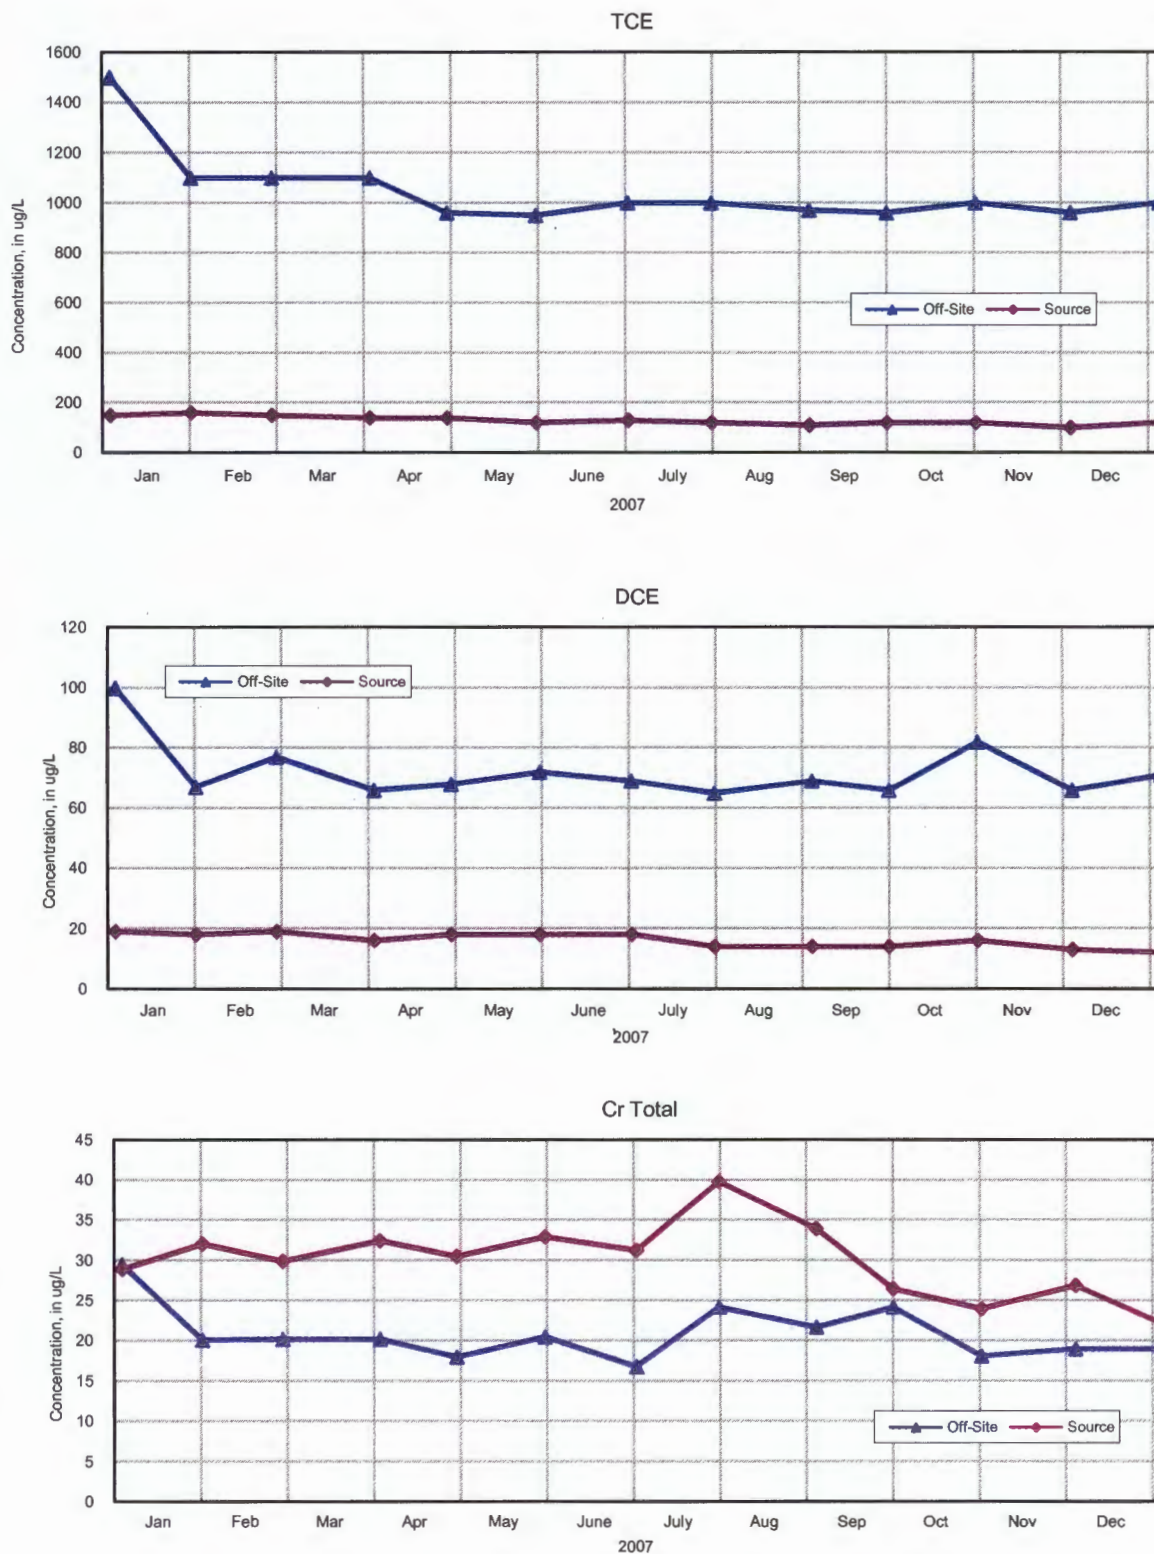 TCE
1600
1400
1200
1000
800
600
400
200
0
Concentration, in ug/L
Off-Site Source
Jan Feb Mar Apr May June July Aug Sep Oct Nov Dec
2007
DCE
120
100
80
60
40
20
0
Concentration, in ug/L
Off-Site Source
Jan Feb Mar Apr May June July Aug Sep Oct Nov Dec
2007
Cr Total
45
40
35
30
25
20
15
10
5
0
Concentration, in ug/L
Off-Site Source
Jan Feb Mar Apr May June July Aug Sep Oct Nov Dec
2007